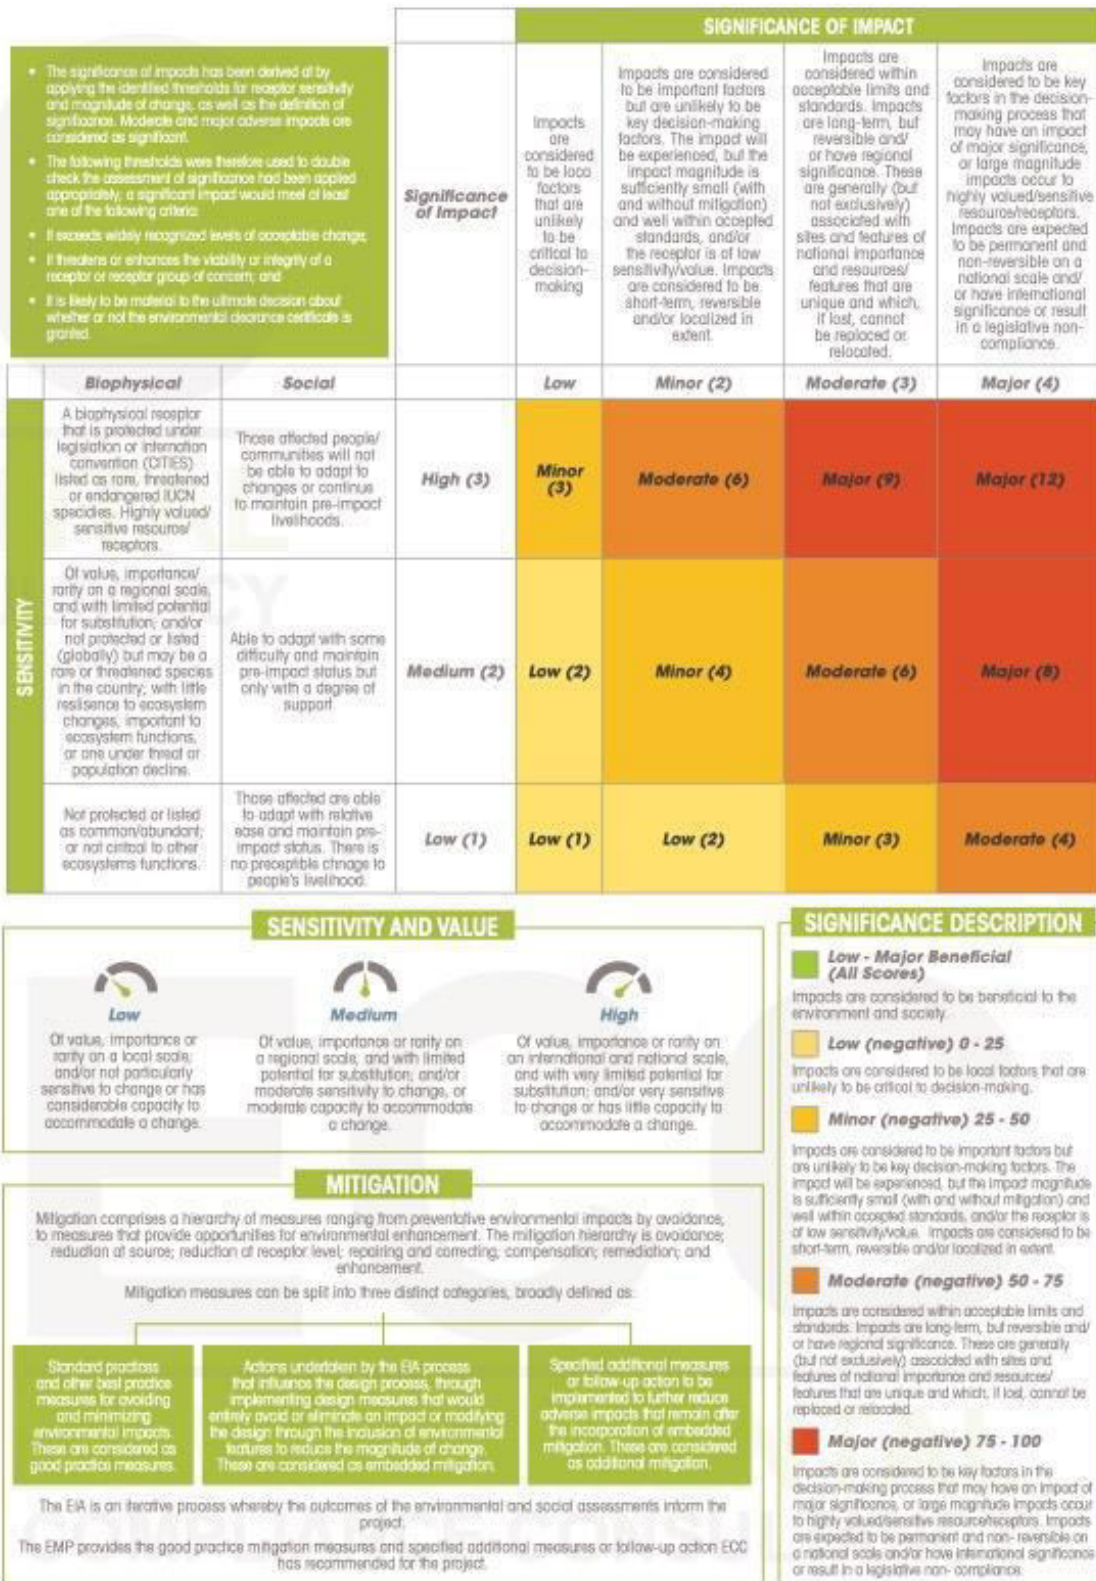 SIGNIFICANCE OF IMPACT
• The significance of impacts has been derived at by
applying the identified thresholds for receptor sensitivity
and magnitude of change, as well as the definition of
significance. Moderate and major adverse impacts are
considered as significant.
• The following thresholds were therefore used to double
check the assessment of significance had been applied
appropriately; a significant impact would meet at least
one of the following criteria:
• It exceeds widely recognized levels of acceptable change;
• It threatens or enhances the viability or integrity of a
receptor or receptor group of concern; and
• It is likely to be material to the ultimate decision about
whether or not the environmental clearance certificate is
granted.
Significance
of Impact
Impacts
are
considered
to be loca
factors
that are
unlikely
to be
critical to
decision-
making
Impacts are considered
to be important factors
but are unlikely to be
key decision-making
factors. The impact will
be experienced, but the
impact magnitude is
sufficiently small (with
and without mitigation)
and well within accepted
standards, and/or
the receptor is of low
sensitivity/value. Impacts
are considered to be
short-term, reversible
and/or localized in
extent.
Impacts are
considered within
acceptable limits and
standards. Impacts
are long-term, but
reversible and/
or have regional
significance. These
are generally (but
not exclusively)
associated with
sites and features of
national importance
and resources/
features that are
unique and which,
if lost, cannot
be replaced or
relocated.
Impacts are
considered to be key
factors in the decision-
making process that
may have an impact
of major significance,
or large magnitude
impacts occur to
highly valued/sensitive
resource/receptors.
Impacts are expected
to be permanent and
non-reversible on a
national scale and/
or have international
significance or result
in a legislative non-
compliance.
Biophysical
Social
Low
Minor (2)
Moderate (3)
Major (4)
SENSITIVITY
A biophysical receptor
that is protected under
legislation or internation
convention (CITIES)
listed as rare, threatened
or endangered IUCN
specidies. Highly valued/
sensitive resource/
receptors.
Those affected people/
communities will not
be able to adapt to
changes or continue
to maintain pre-impact
livelihoods.
High (3)
Minor
(3)
Moderate (6)
Major (9)
Major (12)
Of value, importance/
rarity on a regional scale,
and with limited potential
for substitution; and/or
not protected or listed
(globally) but may be a
rare or threatened species
in the country; with little
resilsence to ecosystem
changes, important to
ecosystem functions,
or one under threat or
population decline.
Able to adapt with some
difficulty and maintain
pre-impact status but
only with a degree of
support
Medium (2)
Low (2)
Minor (4)
Moderate (6)
Major (8)
Not protected or listed
as common/abundant;
or not ciritcal to other
ecosystems functions.
Those affected are able
to adapt with relative
ease and maintain pre-
impact status. There is
no preceptible chnage to
people's livelihood.
Low (1)
Low (1)
Low (2)
Minor (3)
Moderate (4)
SENSITIVITY AND VALUE
Low
Of value, importance or
rarity on a local scale;
and/or not particularly
sensitive to change or has
considerable capacity to
accommodate a change.
Medium
Of value, importance or rarity on
a regional scale, and with limited
potential for substitution; and/or
moderate sensitivity to change, or
moderate capacity to accommodate
a change.
High
Of value, importance or rarity on
an international and national scale,
and with very limited potential for
substitution; and/or very sensitive
to change or has little capacity to
accommodate a change.
MITIGATION
Mitigation comprises a hierarchy of measures ranging from preventative environmental impacts by avoidance,
to measures that provide opportunities for environmental enhancement. The mitigation hierarchy is avoidance;
reduction at source; reduction at receptor level; repairing and correcting; compensation; remediation; and
enhancement.
Mitigation measures can be split into three distinct categories, broadly defined as:
Standard practices
and other best practice
measures for avoiding
and minimizing
environmental impacts.
These are considered as
good practice measures.
Actions undertaken by the EIA process
that influence the design process, through
implementing design measures that would
entirely avoid or eliminate an impact or modifying
the design through the inclusion of environmental
features to reduce the magnitude of change.
These are considered as embedded mitigation.
Specified additional measures
or follow-up action to be
implemented to further reduce
adverse impacts that remain after
the incorporation of embedded
mitigation. These are considered
as additional mitigation.
The EIA is an iterative process whereby the outcomes of the environmental and social assessments inform the
project.
The EMP provides the good practice mitigation measures and specified additional measures or follow-up action ECC
has recommended for the project.
SIGNIFICANCE DESCRIPTION
Low - Major Beneficial
(All Scores)
Impacts are considered to be beneficial to the
environment and society.
Low (negative) 0 - 25
Impacts are considered to be local factors that are
unlikely to be critical to decision-making.
Minor (negative) 25 - 50
Impacts are considered to be important factors but
are unlikely to be key decision-making factors. The
impact will be experienced, but the impact magnitude
is sufficiently small (with and without mitigation) and
well within accepted standards, and/or the receptor is
of low sensitivity/value. Impacts are considered to be
short-term, reversible and/or localized in extent.
Moderate (negative) 50 - 75
Impacts are considered within acceptable limits and
standards. Impacts are long-term, but reversible and/
or have regional significance. These are generally
(but not exclusively) associated with sites and
features of national importance and resources/
features that are unique and which, if lost, cannot be
replaced or relocated.
Major (negative) 75 - 100
Impacts are considered to be key factors in the
decision-making process that may have an impact of
major significance, or large magnitude impacts occur
to highly valued/sensitive resource/receptors. Impacts
are expected to be permanent and non- reversible on
a national scale and/or have international significance
or result in a legislative non- compliance.